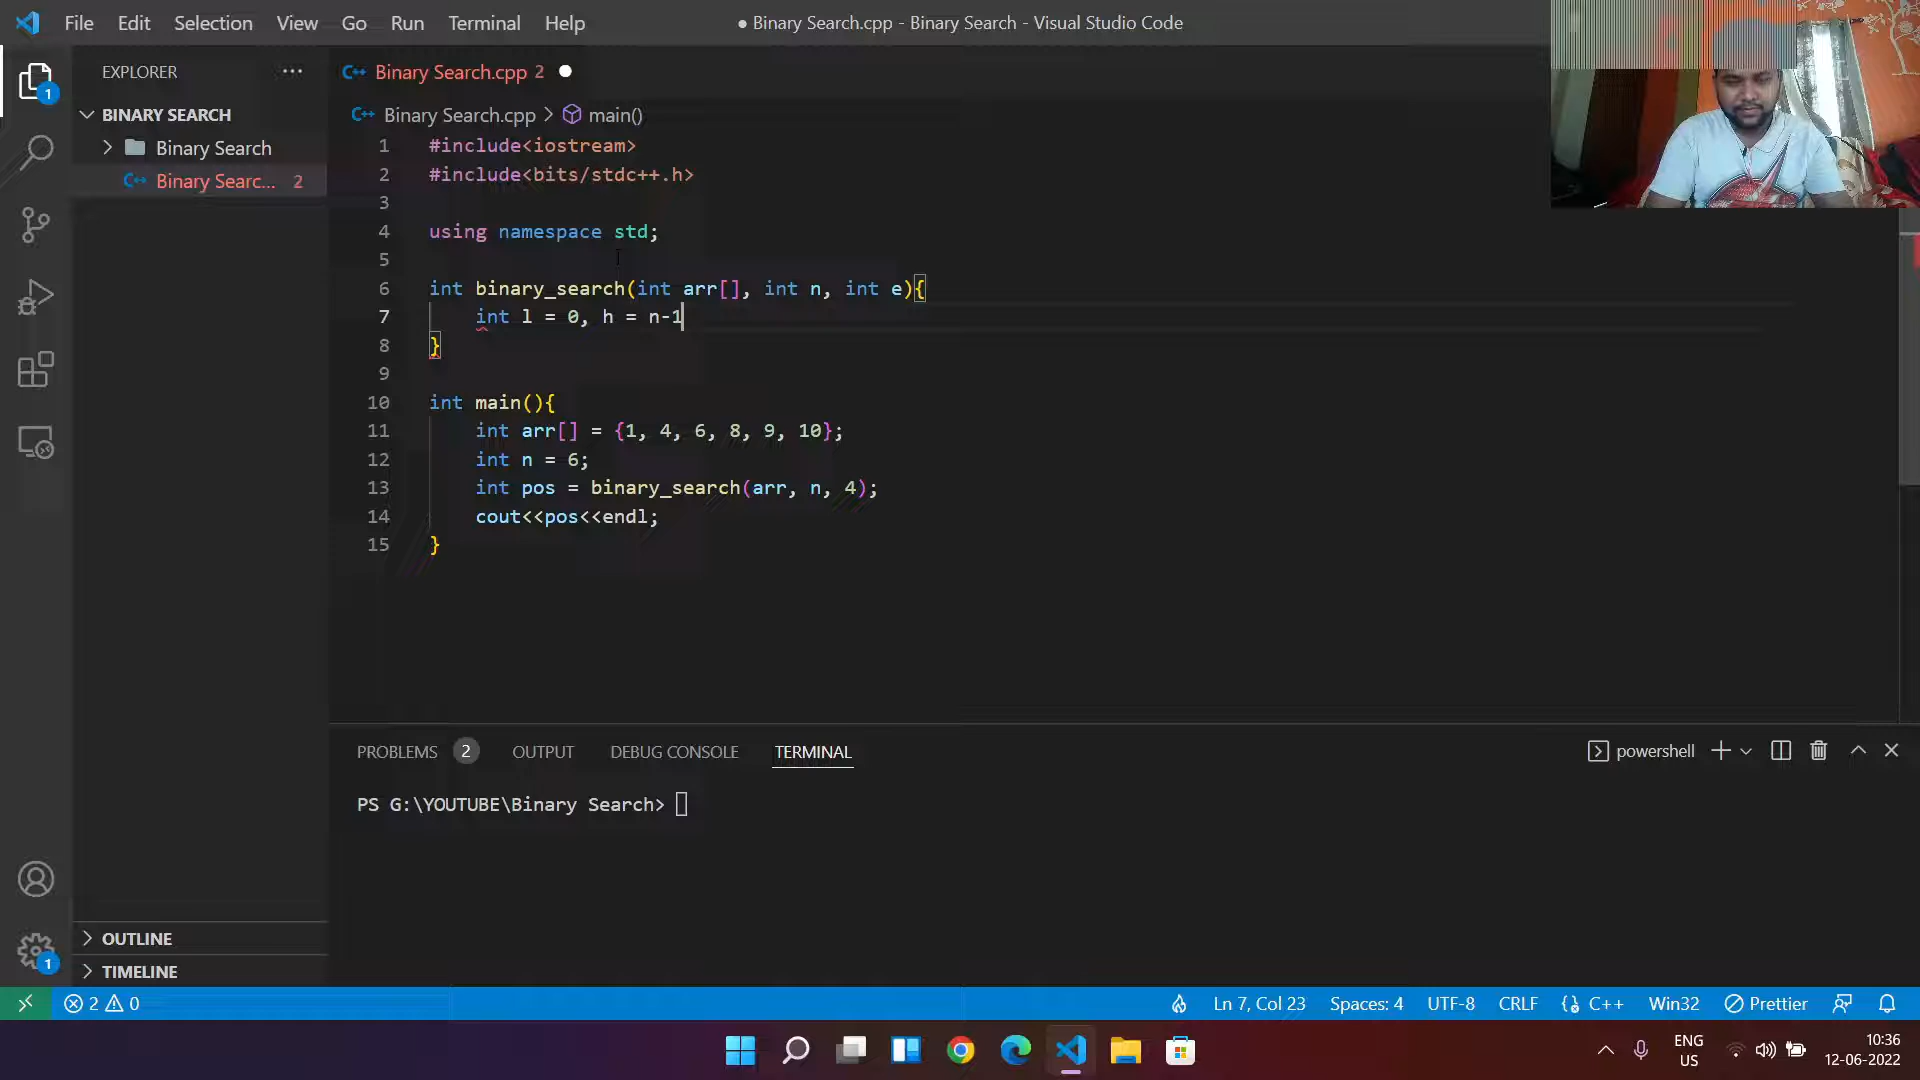 File Edit Selection View Go Run Terminal Help
● Binary Search.cpp - Binary Search - Visual Studio Code
EXPLORER ···
BINARY SEARCH
Binary Search
Binary Searc... 2
OUTLINE
TIMELINE
Binary Search.cpp 2
Binary Search.cpp > main()
1 #include<iostream>
2 #include<bits/stdc++.h>
3
4 using namespace std;
5
6 int binary_search(int arr[], int n, int e){
7 int l = 0, h = n-1
8 }
9
10 int main(){
11 int arr[] = {1, 4, 6, 8, 9, 10};
12 int n = 6;
13 int pos = binary_search(arr, n, 4);
14 cout<<pos<<endl;
15 }
PROBLEMS 2 OUTPUT DEBUG CONSOLE TERMINAL
powershell
PS G:\YOUTUBE\Binary Search>
1
1
2 0
Ln 7, Col 23 Spaces: 4 UTF-8 CRLF C++ Win32 Prettier
ENG
US
10:36
12-06-2022